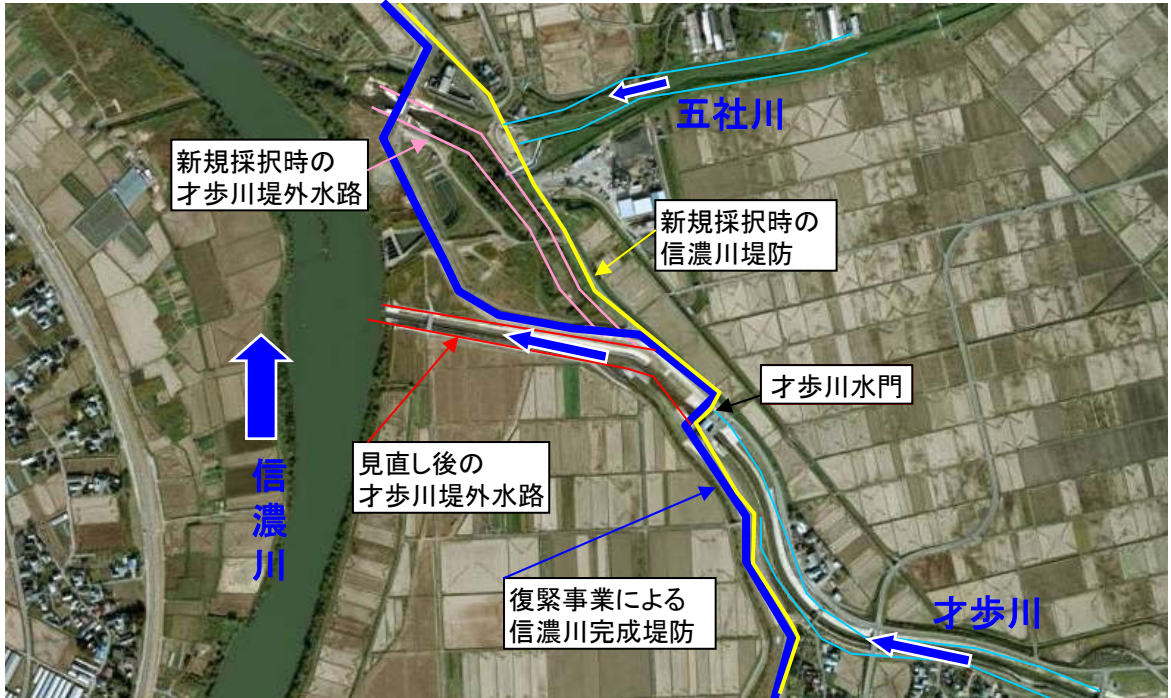 五社川
新規採択時の
才歩川堤外水路
新規採択時の
信濃川堤防
才歩川水門
見直し後の
才歩川堤外水路
信濃川
復緊事業による
信濃川完成堤防
才歩川